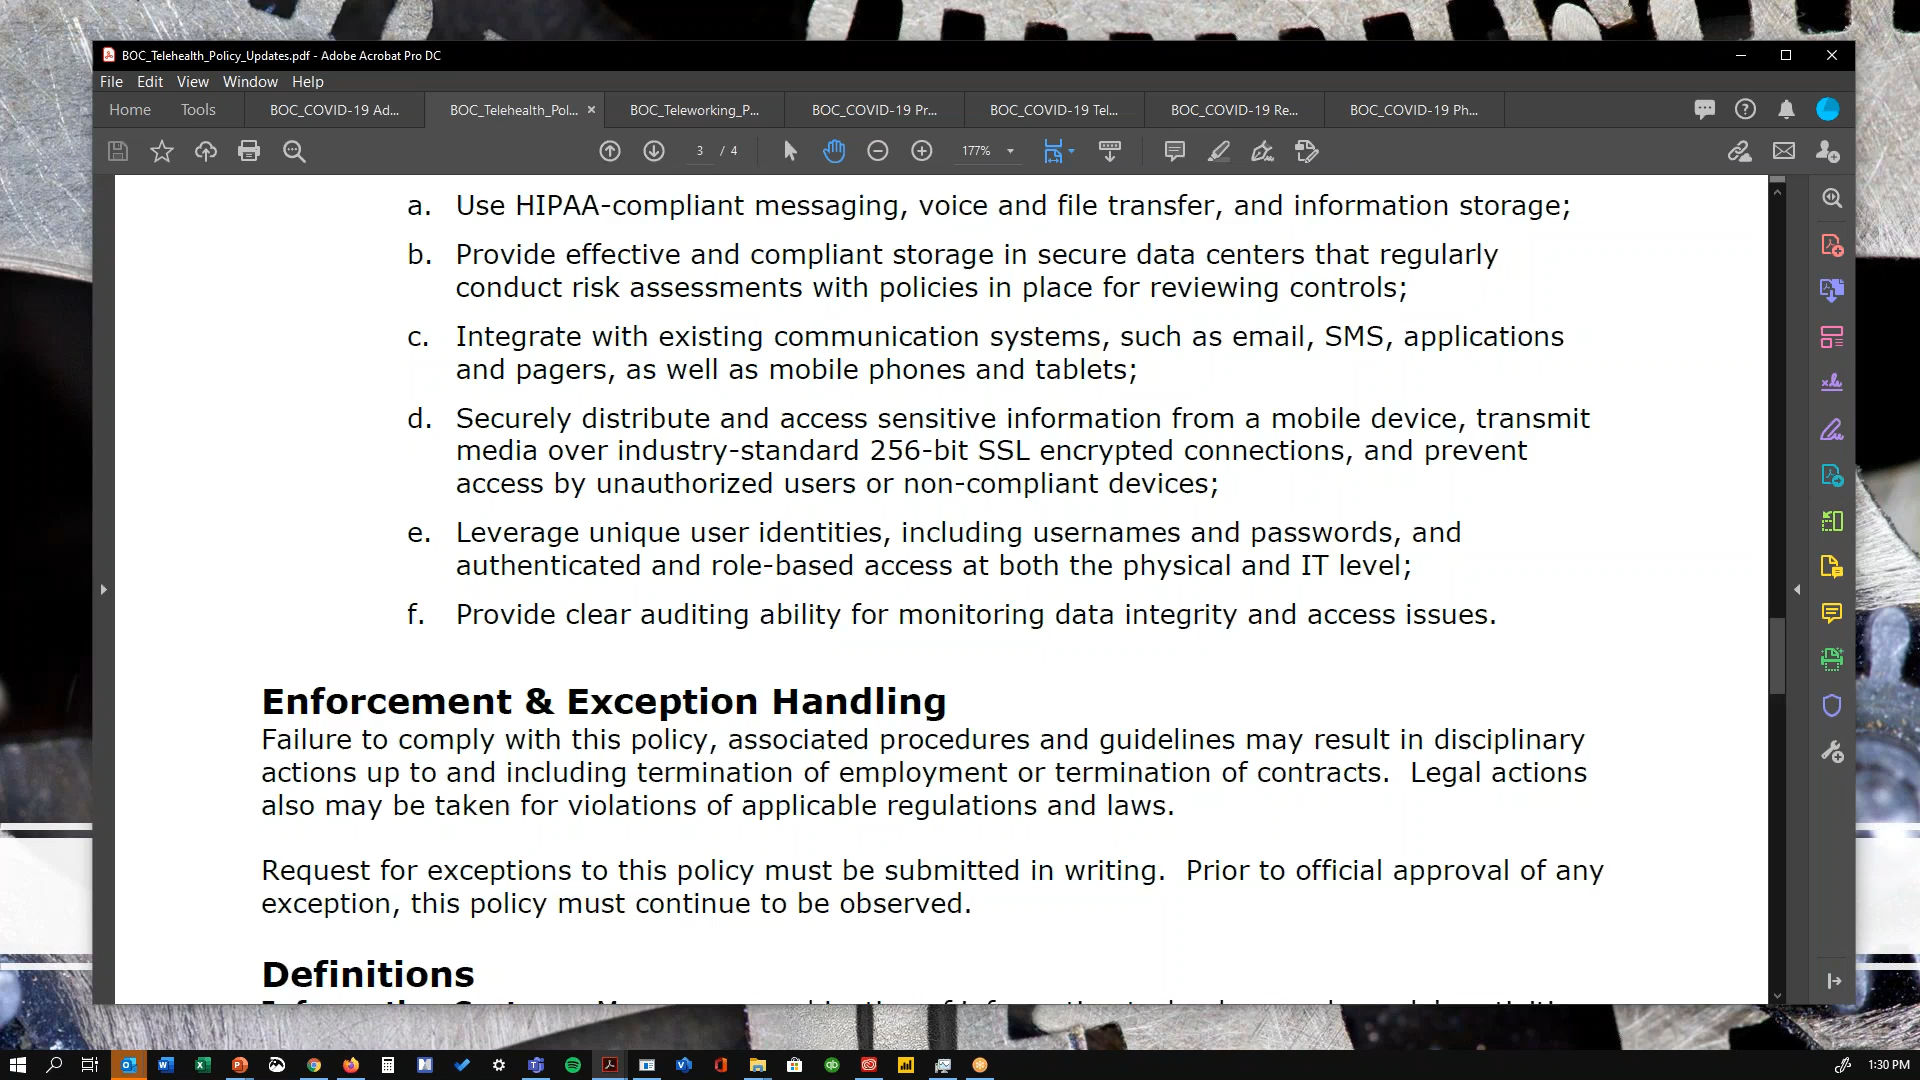 BOC_Telehealth_Policy_Updates.pdf - Adobe Acrobat Pro DC
File Edit View Window Help
Home Tools BOC_COVID-19 Ad... BOC_Telehealth_Pol... BOC_Teleworking_P... BOC_COVID-19 Pr... BOC_COVID-19 Tel... BOC_COVID-19 Re... BOC_COVID-19 Ph...
3 / 4 177%
a. Use HIPAA-compliant messaging, voice and file transfer, and information storage;
b. Provide effective and compliant storage in secure data centers that regularly
conduct risk assessments with policies in place for reviewing controls;
c. Integrate with existing communication systems, such as email, SMS, applications
and pagers, as well as mobile phones and tablets;
d. Securely distribute and access sensitive information from a mobile device, transmit
media over industry-standard 256-bit SSL encrypted connections, and prevent
access by unauthorized users or non-compliant devices;
e. Leverage unique user identities, including usernames and passwords, and
authenticated and role-based access at both the physical and IT level;
f. Provide clear auditing ability for monitoring data integrity and access issues.
Enforcement & Exception Handling
Failure to comply with this policy, associated procedures and guidelines may result in disciplinary
actions up to and including termination of employment or termination of contracts. Legal actions
also may be taken for violations of applicable regulations and laws.
Request for exceptions to this policy must be submitted in writing. Prior to official approval of any
exception, this policy must continue to be observed.
Definitions
1:30 PM